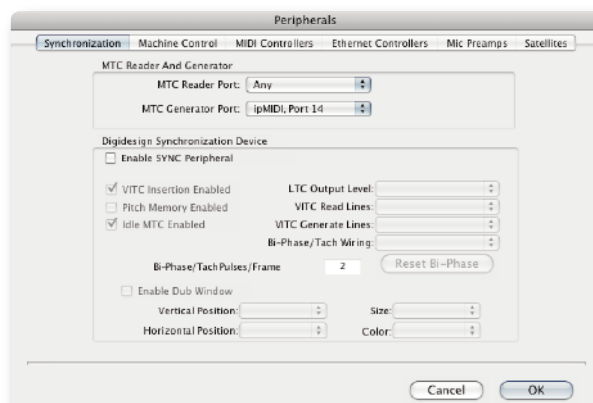 Peripherals
Synchronization Machine Control MIDI Controllers Ethernet Controllers Mic Preamps Satellites
MTC Reader And Generator
MTC Reader Port: Any
MTC Generator Port: ipMIDI, Port 14
Digidesign Synchronization Device
Enable SYNC Peripheral
VITC Insertion Enabled LTC Output Level:
Pitch Memory Enabled VITC Read Lines:
Idle MTC Enabled VITC Generate Lines:
Bi-Phase/Tach Wiring:
Bi-Phase/Tach Pulses/Frame 2 Reset Bi-Phase
Enable Dub Window
Vertical Position: Size:
Horizontal Position: Color:
Cancel OK